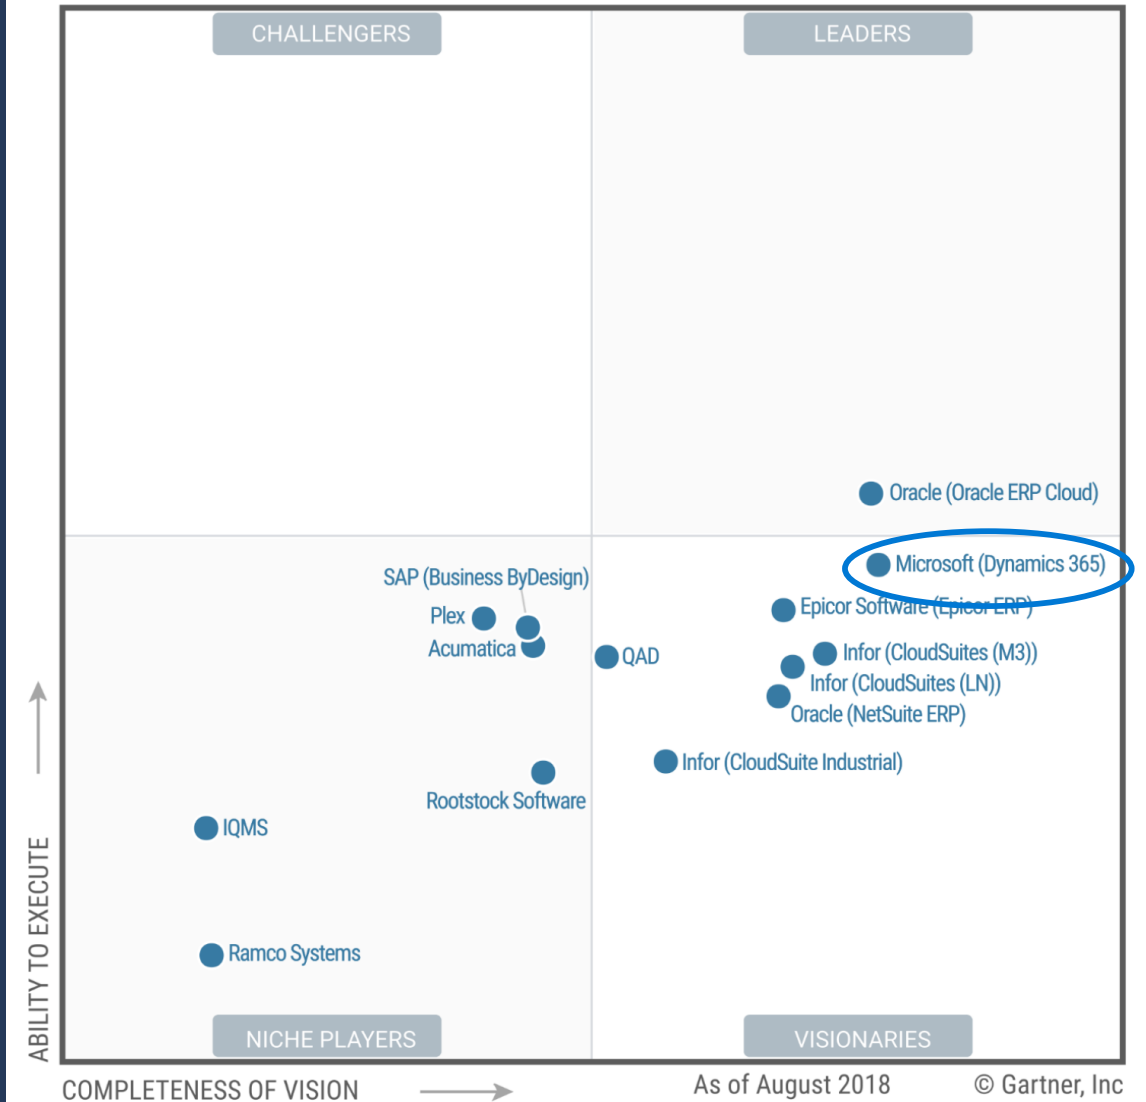 CHALLENGERS
LEADERS
Oracle (Oracle ERP Cloud)
Microsoft (Dynamics 365)
SAP (Business ByDesign)
Epicor Software (Epicor ERP)
Plex
Acumatica
QAD
Infor (CloudSuites (M3))
Infor (CloudSuites (LN))
Oracle (NetSuite ERP)
Infor (CloudSuite Industrial)
Rootstock Software
IQMS
Ramco Systems
ABILITY TO EXECUTE
NICHE PLAYERS
VISIONARIES
COMPLETENESS OF VISION
As of August 2018
© Gartner, Inc